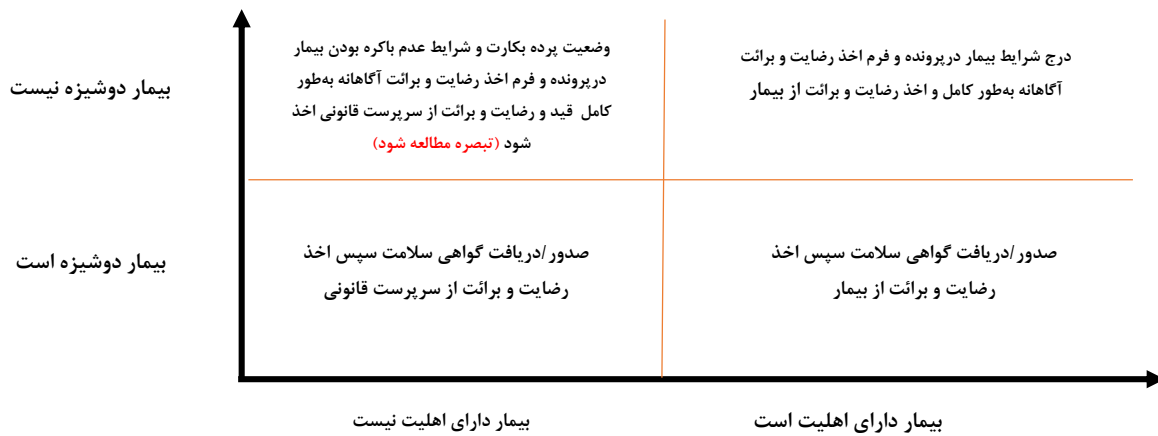 درج شرایط بیمار درپرونده و فرم اخذ رضایت و برائت
آگاهانه به‌طور کامل و اخذ رضایت و برائت از بیمار
وضعیت پرده بکارت و شرایط عدم باکره بودن بیمار
درپرونده و فرم اخذ رضایت و برائت آگاهانه به‌طور
کامل قید و رضایت و برائت از سرپرست قانونی اخذ
شود (تبصره مطالعه شود)
بیمار دوشیزه نیست
صدور/دریافت گواهی سلامت سپس اخذ
رضایت و برائت از بیمار
صدور/دریافت گواهی سلامت سپس اخذ
رضایت و برائت از سرپرست قانونی
بیمار دوشیزه است
بیمار دارای اهلیت است
بیمار دارای اهلیت نیست